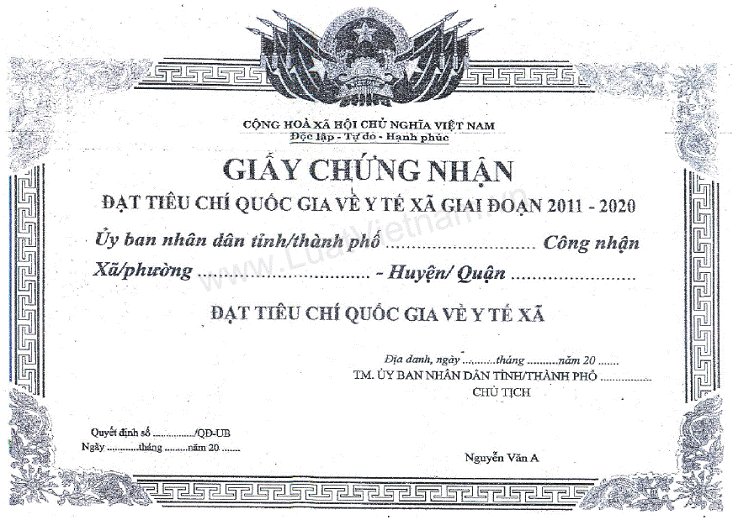 CỘNG HOÀ XÃ HỘI CHỦ NGHĨA VIỆT NAM
Độc lập - Tự do - Hạnh phúc
GIẤY CHỨNG NHẬN
ĐẠT TIÊU CHÍ QUỐC GIA VỀ Y TẾ XÃ GIAI ĐOẠN 2011 - 2020
Ủy ban nhân dân tỉnh/thành phố ........................... Công nhận
Xã/phường ............................... - Huyện/ Quận ......................
ĐẠT TIÊU CHÍ QUỐC GIA VỀ Y TẾ XÃ
Địa danh, ngày ..........tháng ..........năm 20 ......
TM. ỦY BAN NHÂN DÂN TỈNH/THÀNH PHỐ ...............
CHỦ TỊCH
Quyết định số ............../QĐ-UB
Ngày ...........tháng ........năm 20 ......
Nguyễn Văn A
www.LuatVietnam.vn